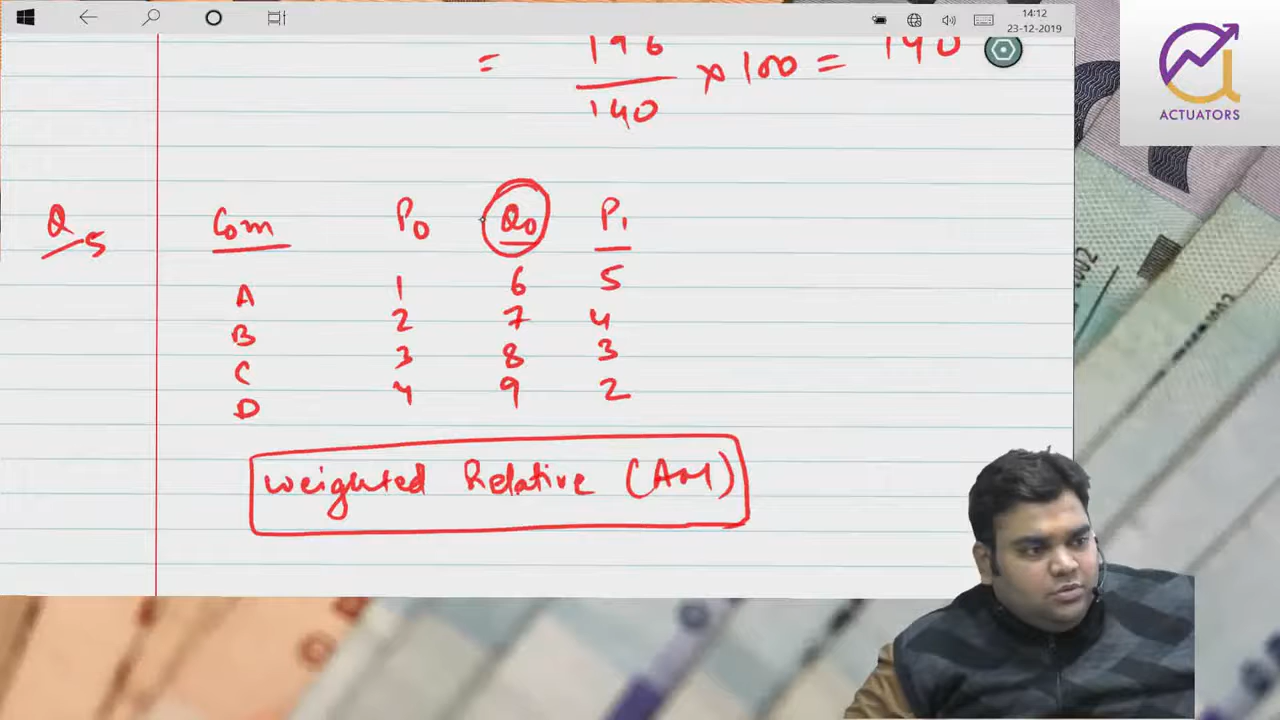 14:12
23-12-2019
= 196/140 × 100 = 140
ACTUATORS
Q5 Com P0 Q0 P1
A 1 6 5
B 2 7 4
C 3 8 3
D 4 9 2
Weighted Relative (AM)